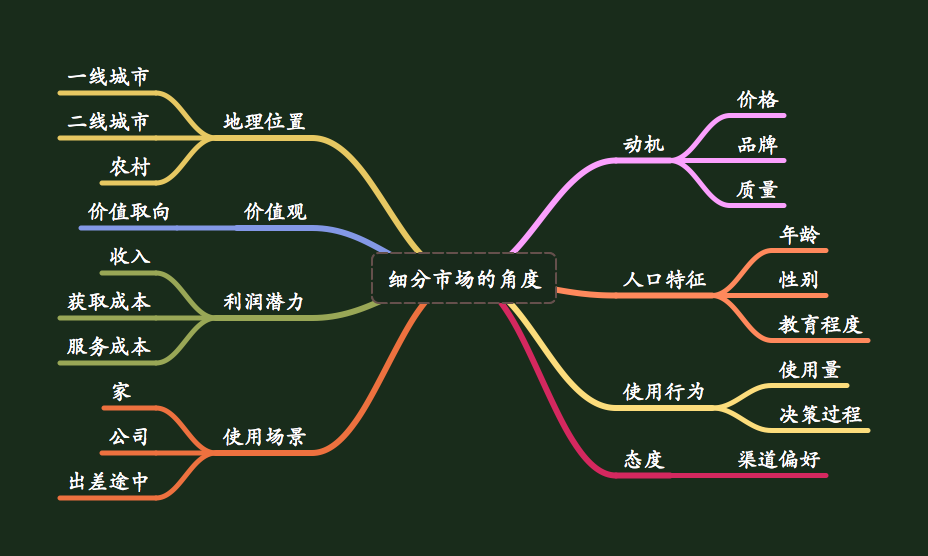 细分市场的角度
动机
价格
品牌
质量
人口特征
年龄
性别
教育程度
使用行为
使用量
决策过程
态度
渠道偏好
地理位置
一线城市
二线城市
农村
价值观
价值取向
利润潜力
收入
获取成本
服务成本
使用场景
家
公司
出差途中